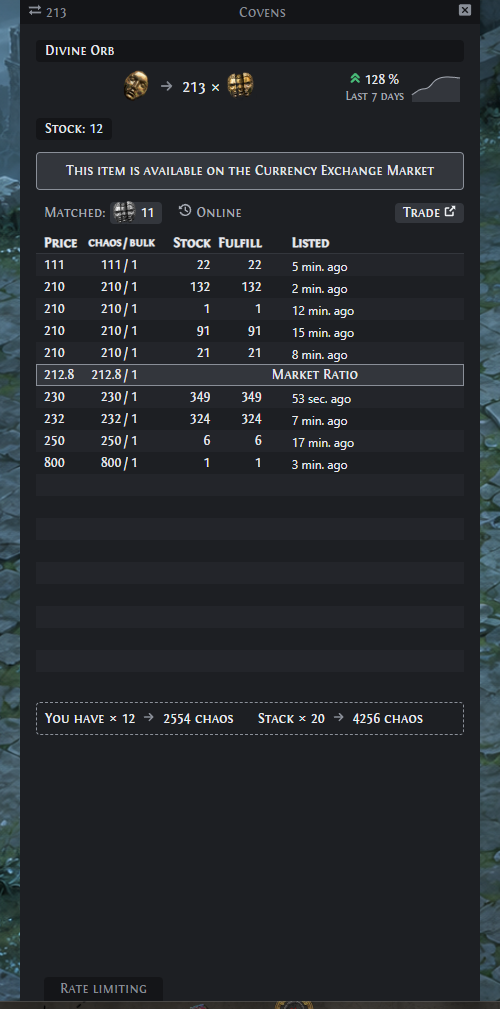 213 Covens
Divine Orb
→ 213 ×
128 %
Last 7 days
Stock: 12
This item is available on the Currency Exchange Market
Matched: 11 Online Trade
Price chaos/bulk Stock Fulfill Listed
111 111 / 1 22 22 5 min. ago
210 210 / 1 132 132 2 min. ago
210 210 / 1 1 1 12 min. ago
210 210 / 1 91 91 15 min. ago
210 210 / 1 21 21 8 min. ago
212.8 212.8 / 1 Market Ratio
230 230 / 1 349 349 53 sec. ago
232 232 / 1 324 324 7 min. ago
250 250 / 1 6 6 17 min. ago
800 800 / 1 1 1 3 min. ago
You have × 12 → 2554 chaos Stack × 20 → 4256 chaos
Rate limiting